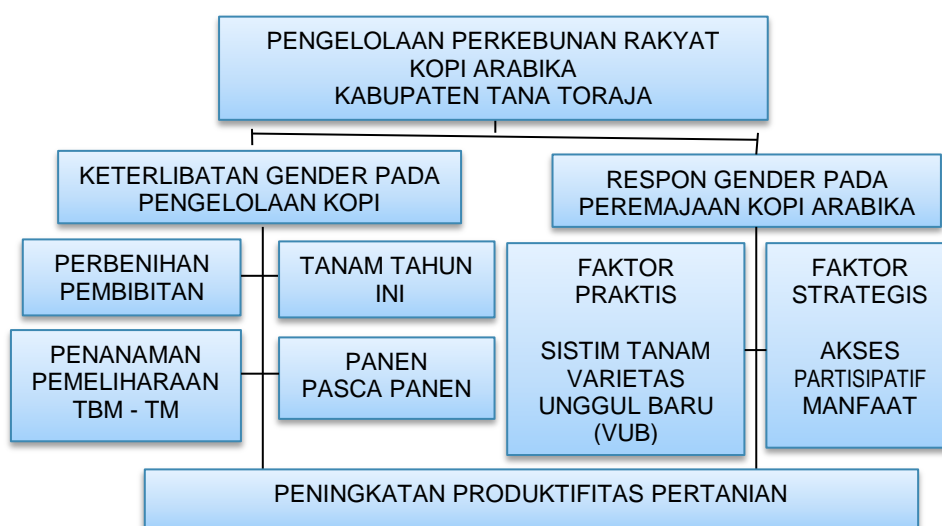 PENGELOLAAN PERKEBUNAN RAKYAT
KOPI ARABIKA
KABUPATEN TANA TORAJA
KETERLIBATAN GENDER PADA
PENGELOLAAN KOPI
RESPON GENDER PADA
PEREMAJAAN KOPI ARABIKA
PERBENIHAN
PEMBIBITAN
TANAM TAHUN
INI
PENANAMAN
PEMELIHARAAN
TBM - TM
PANEN
PASCA PANEN
FAKTOR
PRAKTIS
SISTIM TANAM
VARIETAS
UNGGUL BARU
(VUB)
FAKTOR
STRATEGIS
AKSES
PARTISIPATIF
MANFAAT
PENINGKATAN PRODUKTIFITAS PERTANIAN